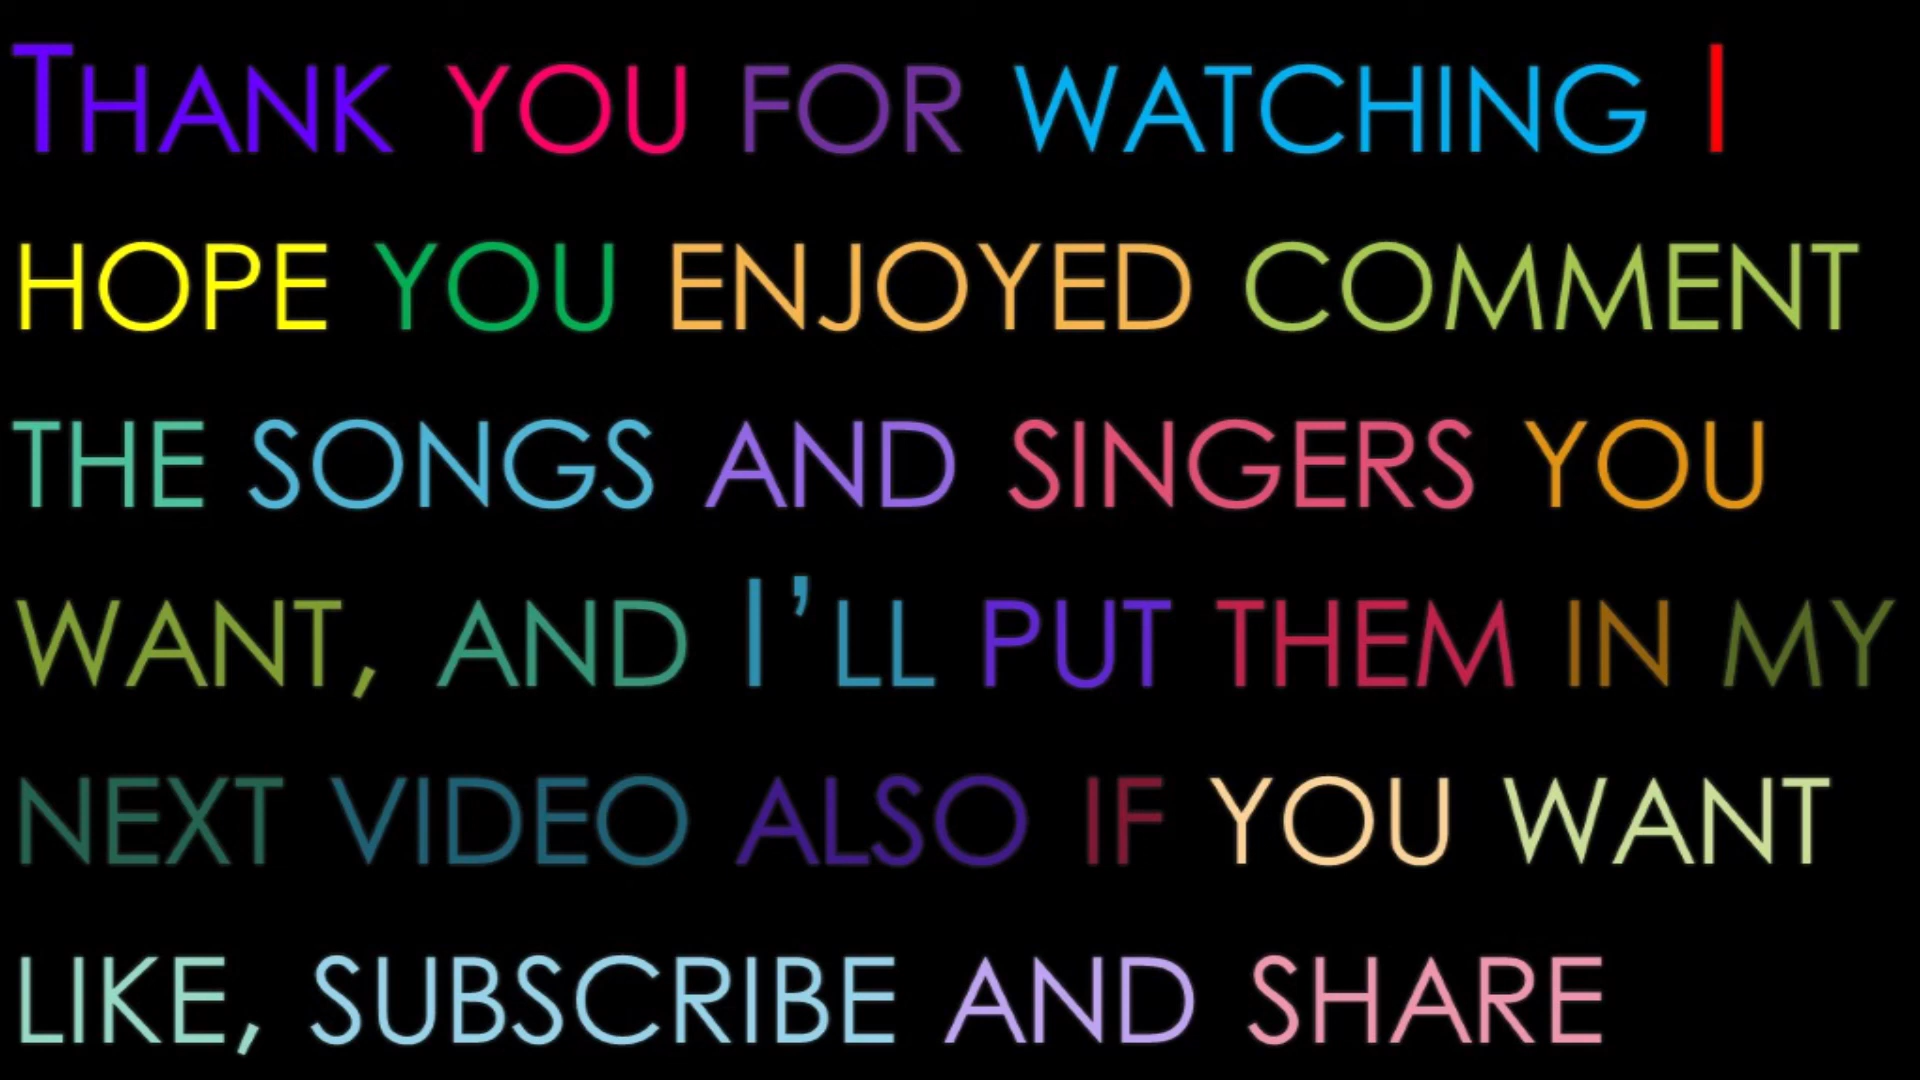 THANK YOU FOR WATCHING I
HOPE YOU ENJOYED COMMENT
THE SONGS AND SINGERS YOU
WANT, AND I'LL PUT THEM IN MY
NEXT VIDEO ALSO IF YOU WANT
LIKE, SUBSCRIBE AND SHARE